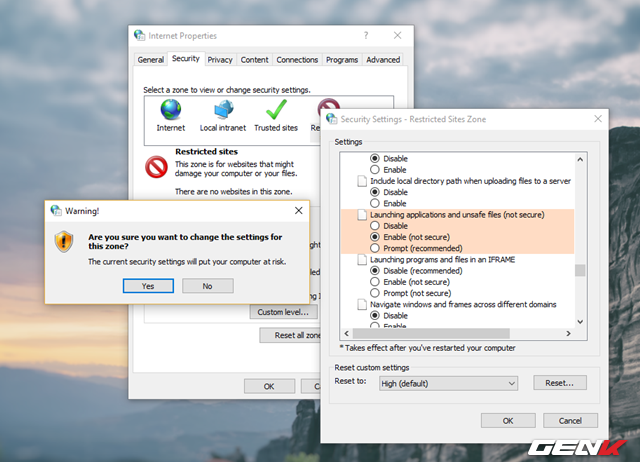 Internet Properties
General
Security
Privacy
Content
Connections
Programs
Advanced
Select a zone to view or change security settings.
Internet
Local intranet
Trusted sites
Restricted sites
This zone is for websites that might
damage your computer or your files.
There are no websites in this zone.
Custom level...
Reset all zone
OK
Warning!
Are you sure you want to change the settings for
this zone?
The current security settings will put your computer at risk.
Yes
No
Security Settings - Restricted Sites Zone
Settings
Disable
Enable
Include local directory path when uploading files to a server
Disable
Enable
Launching applications and unsafe files (not secure)
Disable
Enable (not secure)
Prompt (recommended)
Launching programs and files in an IFRAME
Disable (recommended)
Enable (not secure)
Prompt (not secure)
Navigate windows and frames across different domains
Disable
Enable
* Takes effect after you've restarted your computer
Reset custom settings
Reset to:
High (default)
Reset...
OK
Cancel
GENK